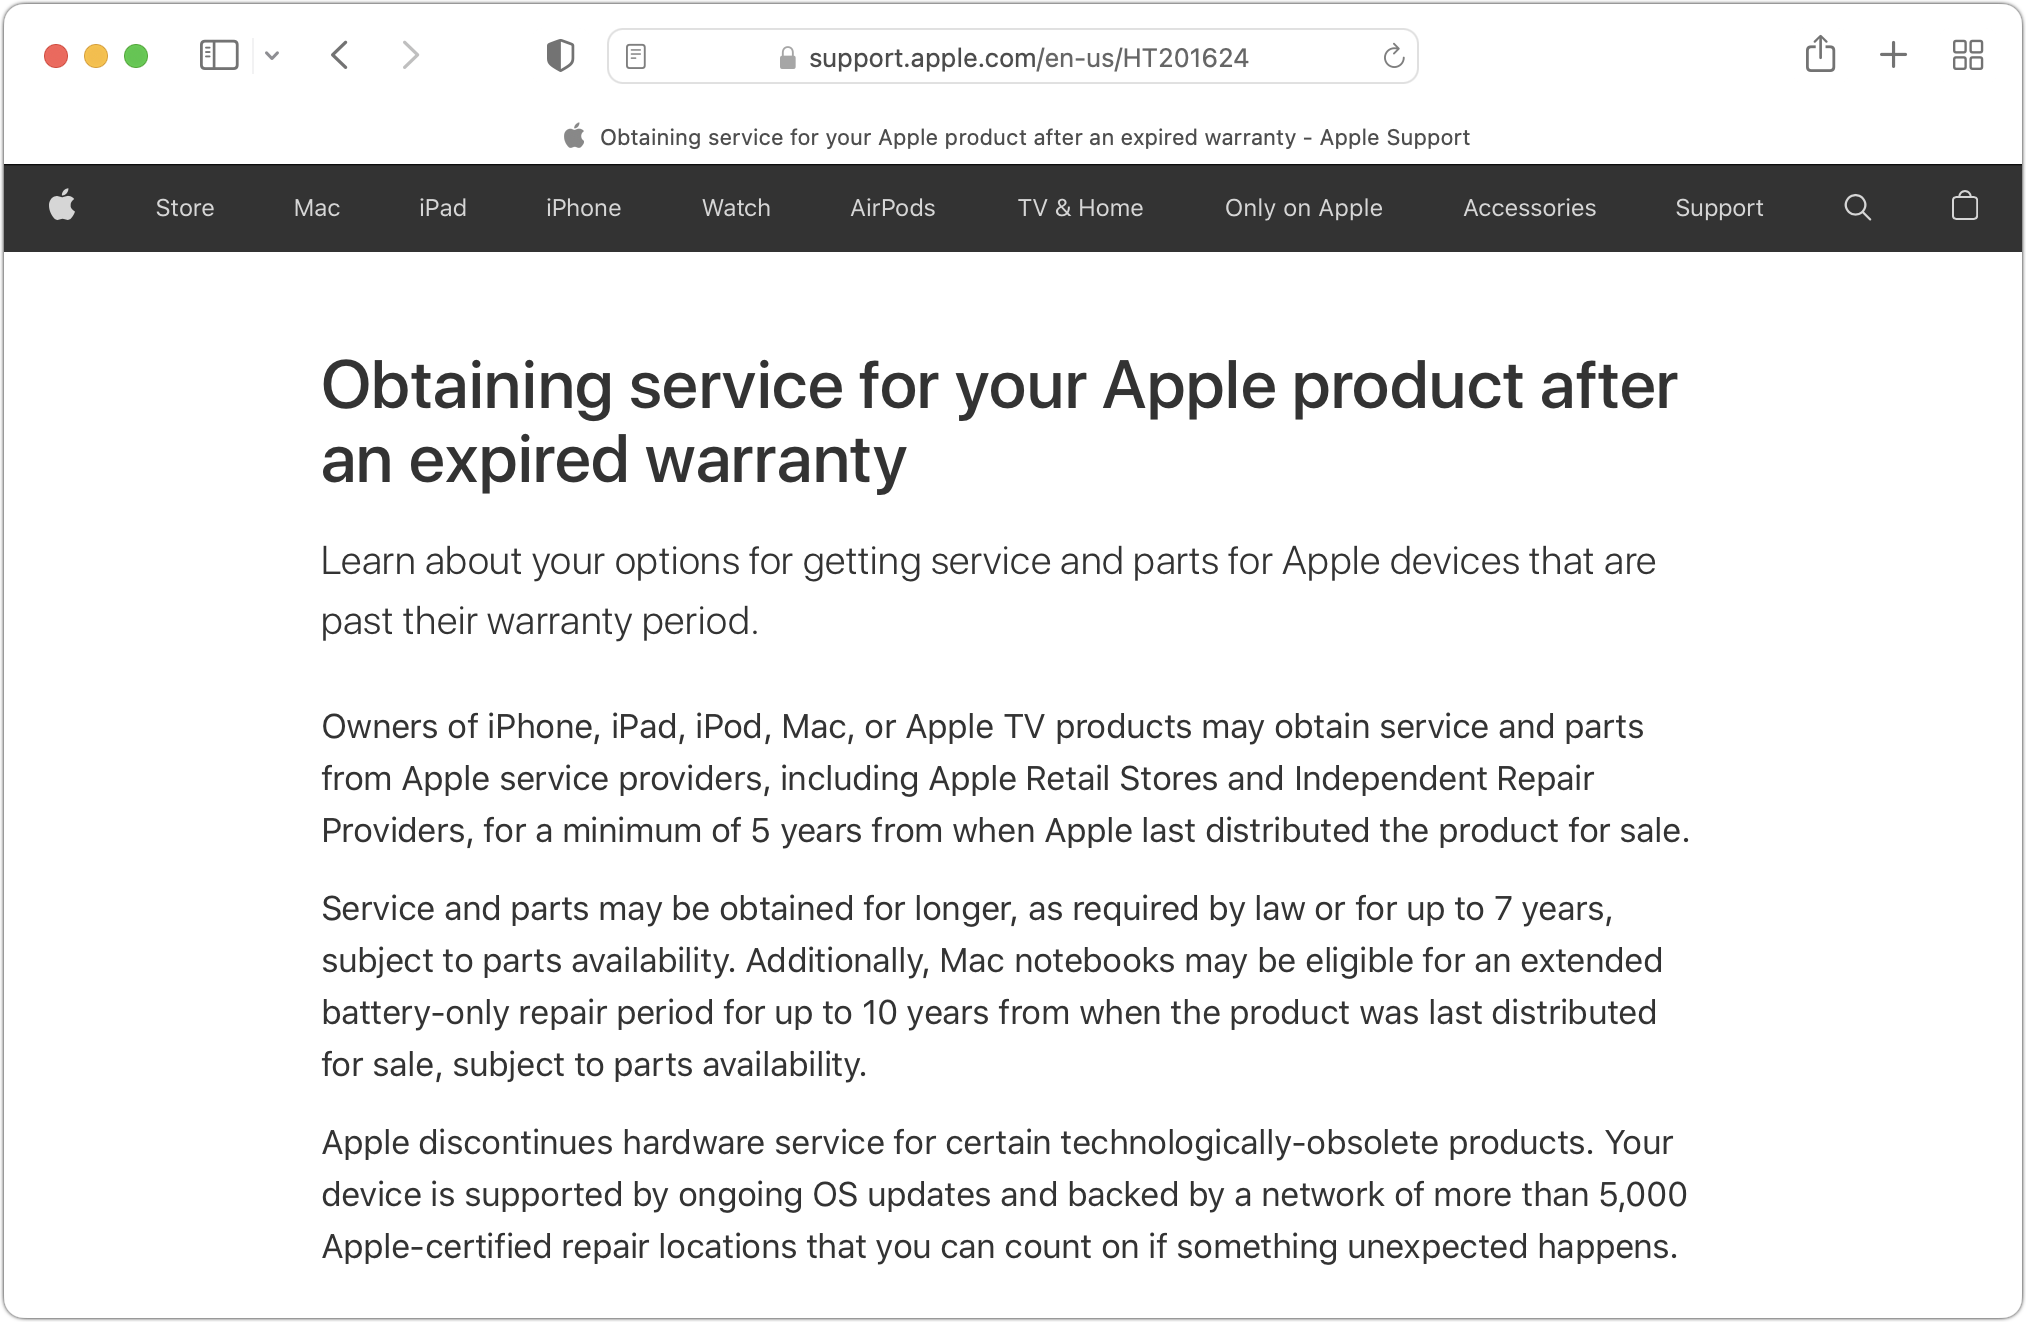 support.apple.com/en-us/HT201624
Obtaining service for your Apple product after an expired warranty - Apple Support
Store Mac iPad iPhone Watch AirPods TV & Home Only on Apple Accessories Support
Obtaining service for your Apple product after
an expired warranty
Learn about your options for getting service and parts for Apple devices that are
past their warranty period.
Owners of iPhone, iPad, iPod, Mac, or Apple TV products may obtain service and parts
from Apple service providers, including Apple Retail Stores and Independent Repair
Providers, for a minimum of 5 years from when Apple last distributed the product for sale.
Service and parts may be obtained for longer, as required by law or for up to 7 years,
subject to parts availability. Additionally, Mac notebooks may be eligible for an extended
battery-only repair period for up to 10 years from when the product was last distributed
for sale, subject to parts availability.
Apple discontinues hardware service for certain technologically-obsolete products. Your
device is supported by ongoing OS updates and backed by a network of more than 5,000
Apple-certified repair locations that you can count on if something unexpected happens.